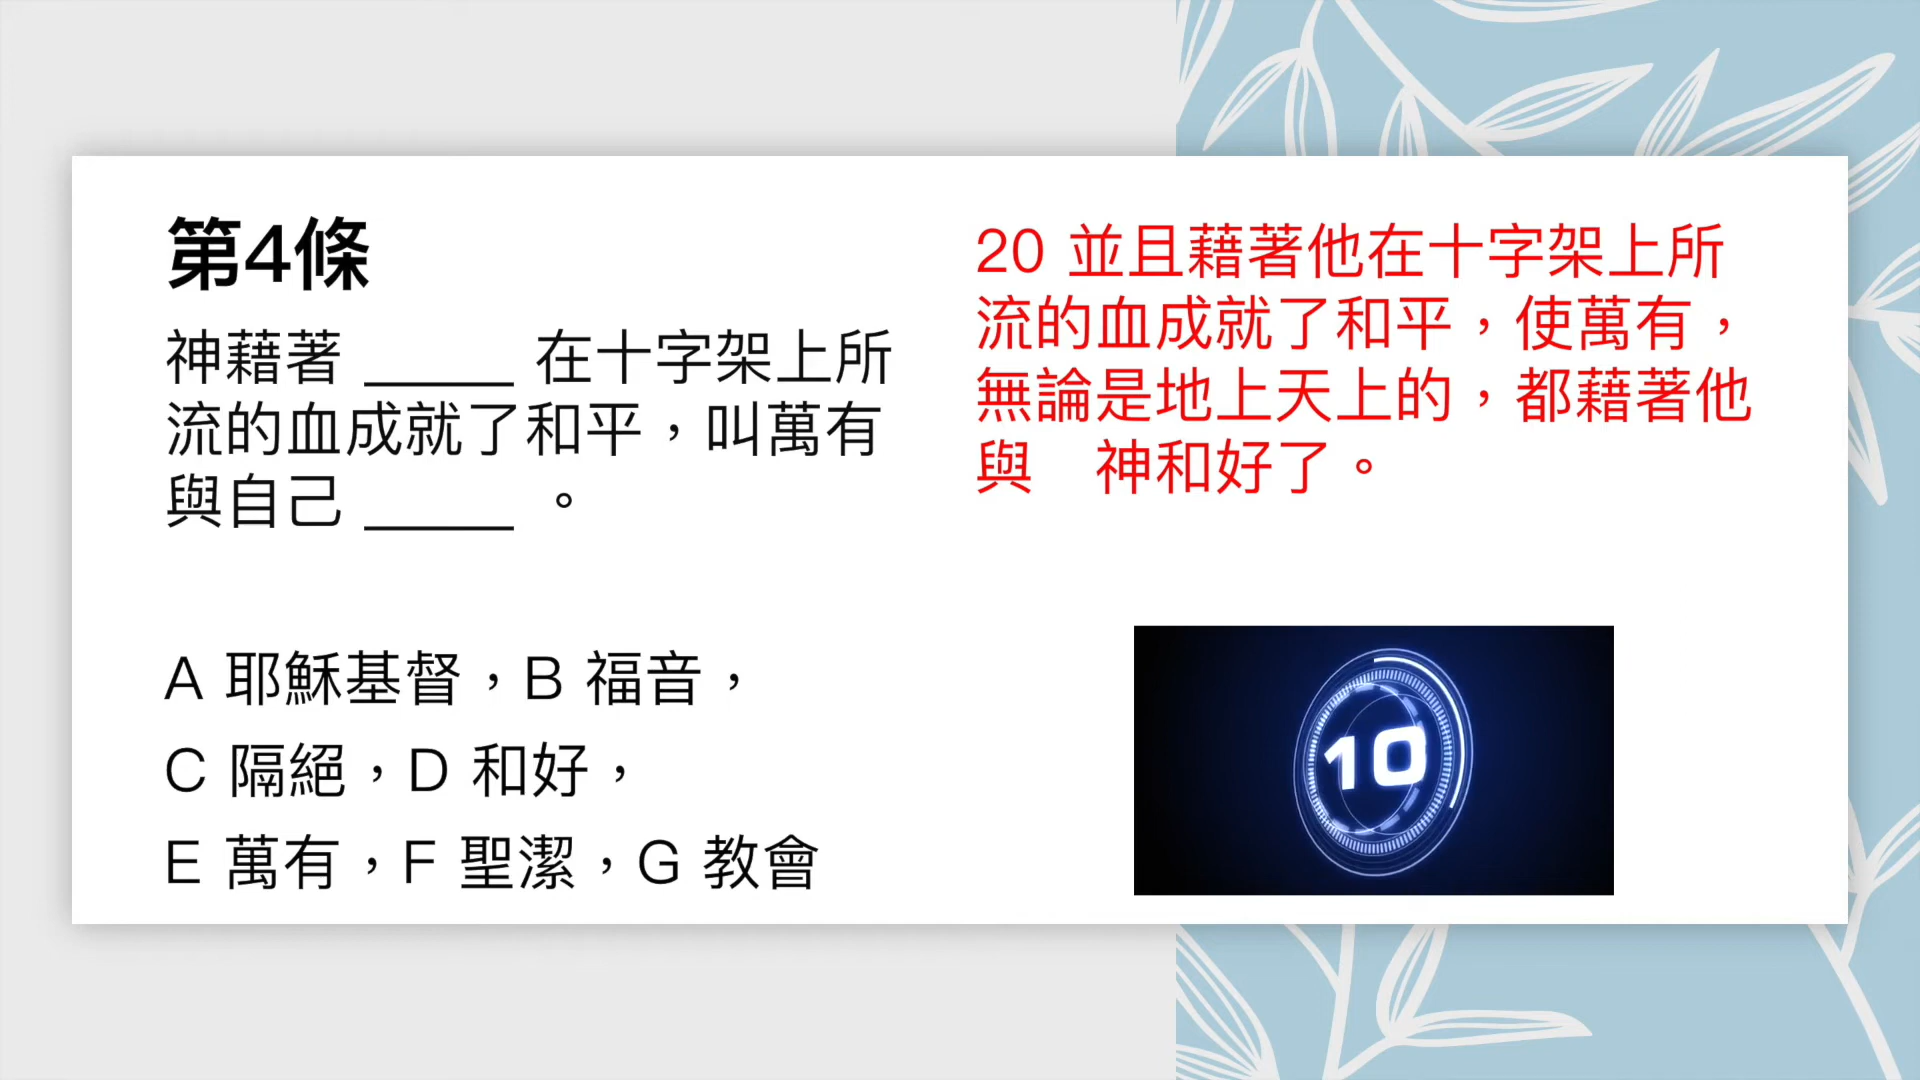 第4條
神藉著 _____ 在十字架上所
流的血成就了和平，叫萬有
與自己 _____ 。
A 耶穌基督，B 福音，
C 隔絕，D 和好，
E 萬有，F 聖潔，G 教會
20 並且藉著他在十字架上所
流的血成就了和平，使萬有，
無論是地上天上的，都藉著他
與　神和好了。
10